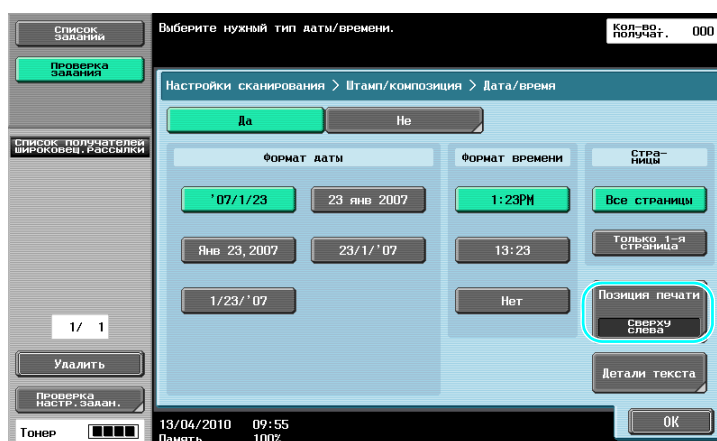 Список
заданий
Выберите нужный тип даты/времени.
Кол-во.
получат.
000
Проверка
задания
Настройки сканирования > Штамп/композиция > Дата/время
Да
Не
Список получателей
широковещ.рассылки
Формат даты
Формат времени
Стра-
ницы
'07/1/23
23 янв 2007
1:23PM
Все страницы
Янв 23,2007
23/1/'07
13:23
Только 1-я
страница
1/23/'07
Нет
Позиция печати
Сверху
слева
1/ 1
Удалить
Детали текста
Проверка
настр.задан.
Тонер
13/04/2010 09:55
Память 100%
OK